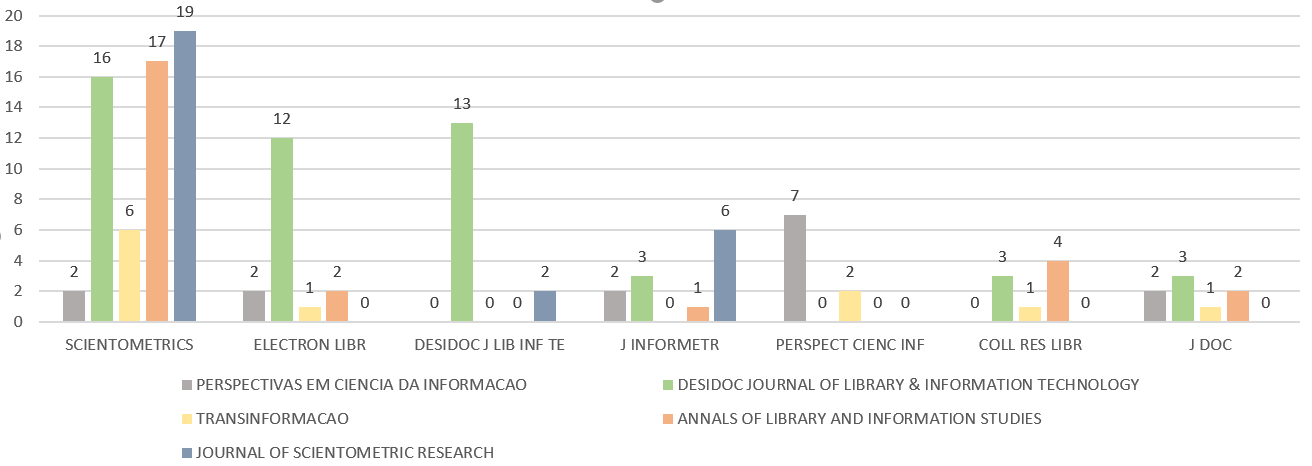 20
18
16
14
12
10
8
6
4
2
0
2 16 6 17 19
2 12 1 2 0
0 13 0 0 2
2 3 0 1 6
7 0 2 0 0
0 3 1 4 0
2 3 1 2 0
SCIENTOMETRICS ELECTRON LIBR DESIDOC J LIB INF TE J INFORMETR PERSPECT CIENC INF COLL RES LIBR J DOC
PERSPECTIVAS EM CIENCIA DA INFORMACAO DESIDOC JOURNAL OF LIBRARY & INFORMATION TECHNOLOGY
TRANSINFORMACAO ANNALS OF LIBRARY AND INFORMATION STUDIES
JOURNAL OF SCIENTOMETRIC RESEARCH